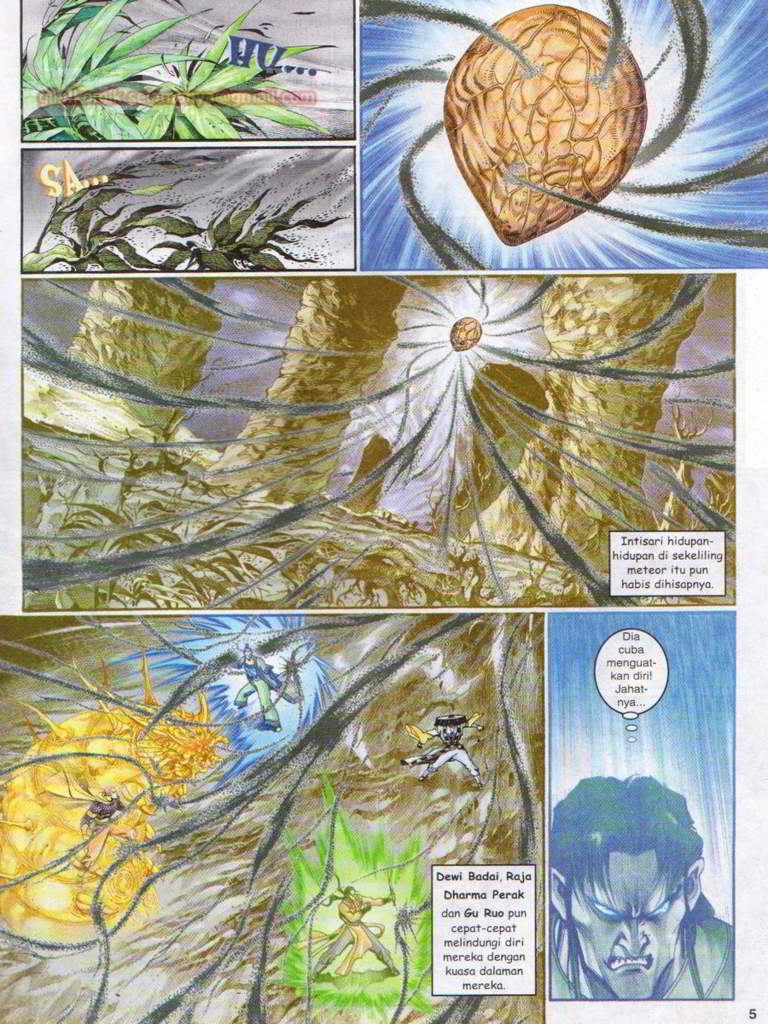 HU...
SA...
Intisari hidupan-
hidupan di sekeliling
meteor itu pun
habis dihisapnya.
Dia
cuba
menguat-
kan diri!
Jahat-
nya...
Dewi Badai, Raja
Dharma Perak
dan Gu Ruo pun
cepat-cepat
melindungi diri
mereka dengan
kuasa dalaman
mereka.
5